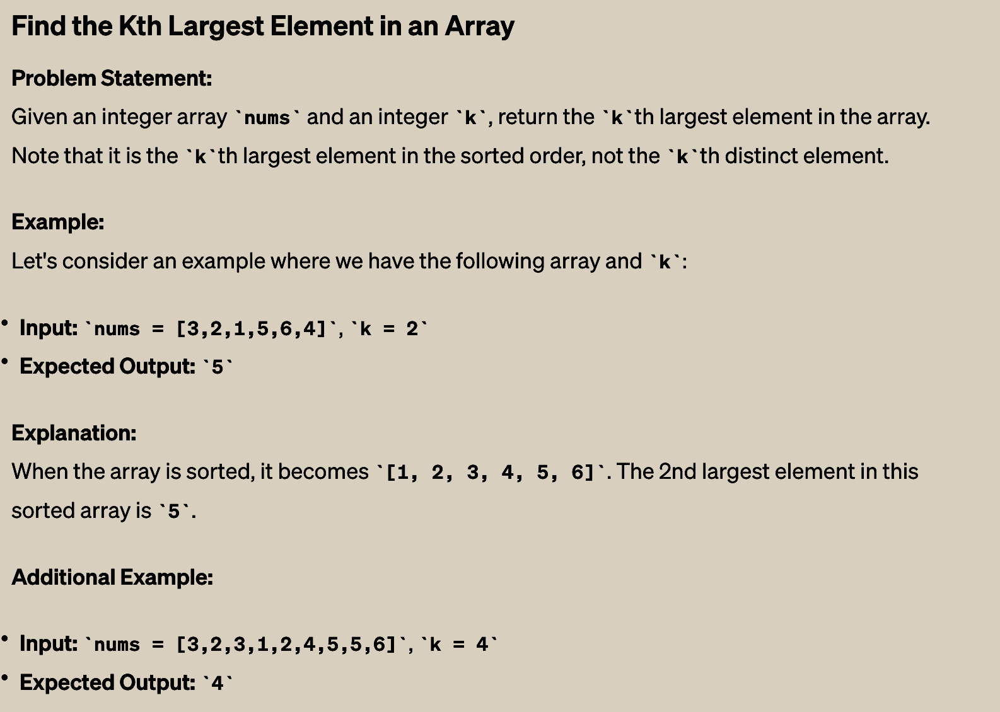 Find the Kth Largest Element in an Array
Problem Statement:
Given an integer array `nums` and an integer `k`, return the `k`th largest element in the array.
Note that it is the `k`th largest element in the sorted order, not the `k`th distinct element.
Example:
Let's consider an example where we have the following array and `k`:
• Input: `nums = [3,2,1,5,6,4]`, `k = 2`
• Expected Output: `5`
Explanation:
When the array is sorted, it becomes `[1, 2, 3, 4, 5, 6]`. The 2nd largest element in this
sorted array is `5`.
Additional Example:
• Input: `nums = [3,2,3,1,2,4,5,5,6]`, `k = 4`
• Expected Output: `4`